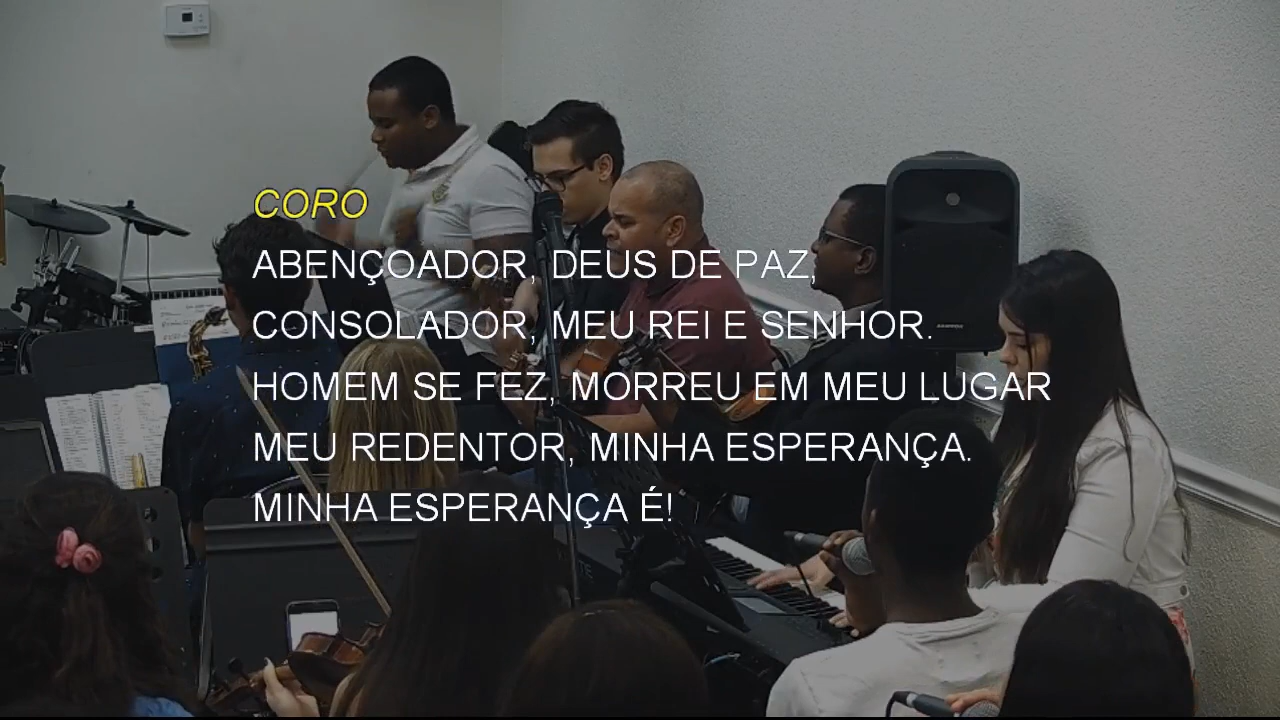 CORO
ABENÇOADOR, DEUS DE PAZ,
CONSOLADOR, MEU REI E SENHOR.
HOMEM SE FEZ, MORREU EM MEU LUGAR
MEU REDENTOR, MINHA ESPERANÇA.
MINHA ESPERANÇA É!